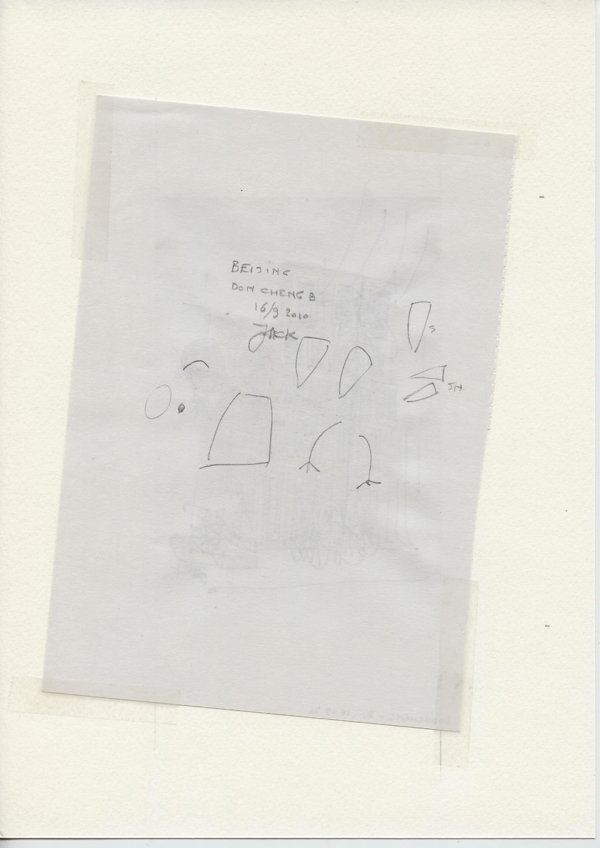 BEIJING
DON CHENG B
16/9 2010
JACK
S